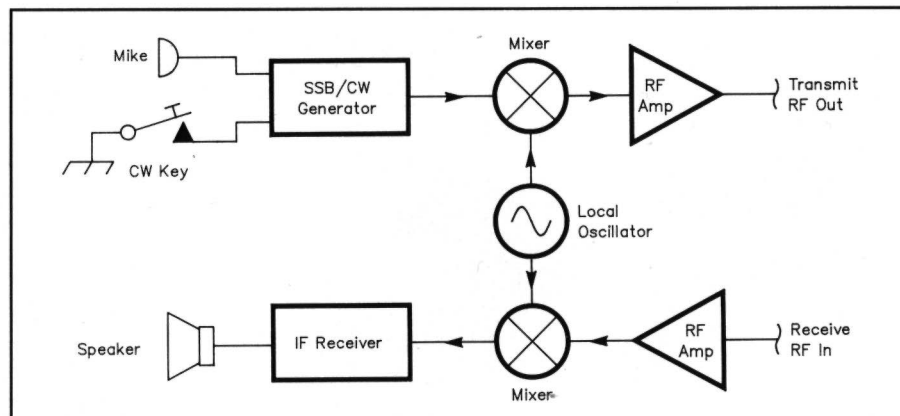 Mixer
Mike
SSB/CW
Generator
RF
Amp
Transmit
RF Out
CW Key
Local
Oscillator
Speaker
IF Receiver
RF
Amp
Receive
RF In
Mixer